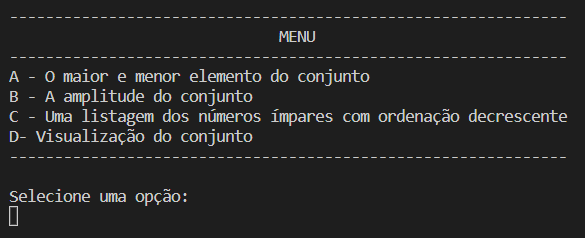 ------------------------------------------------------------
MENU
------------------------------------------------------------
A - O maior e menor elemento do conjunto
B - A amplitude do conjunto
C - Uma listagem dos números ímpares com ordenação decrescente
D- Visualização do conjunto
------------------------------------------------------------
Selecione uma opção: